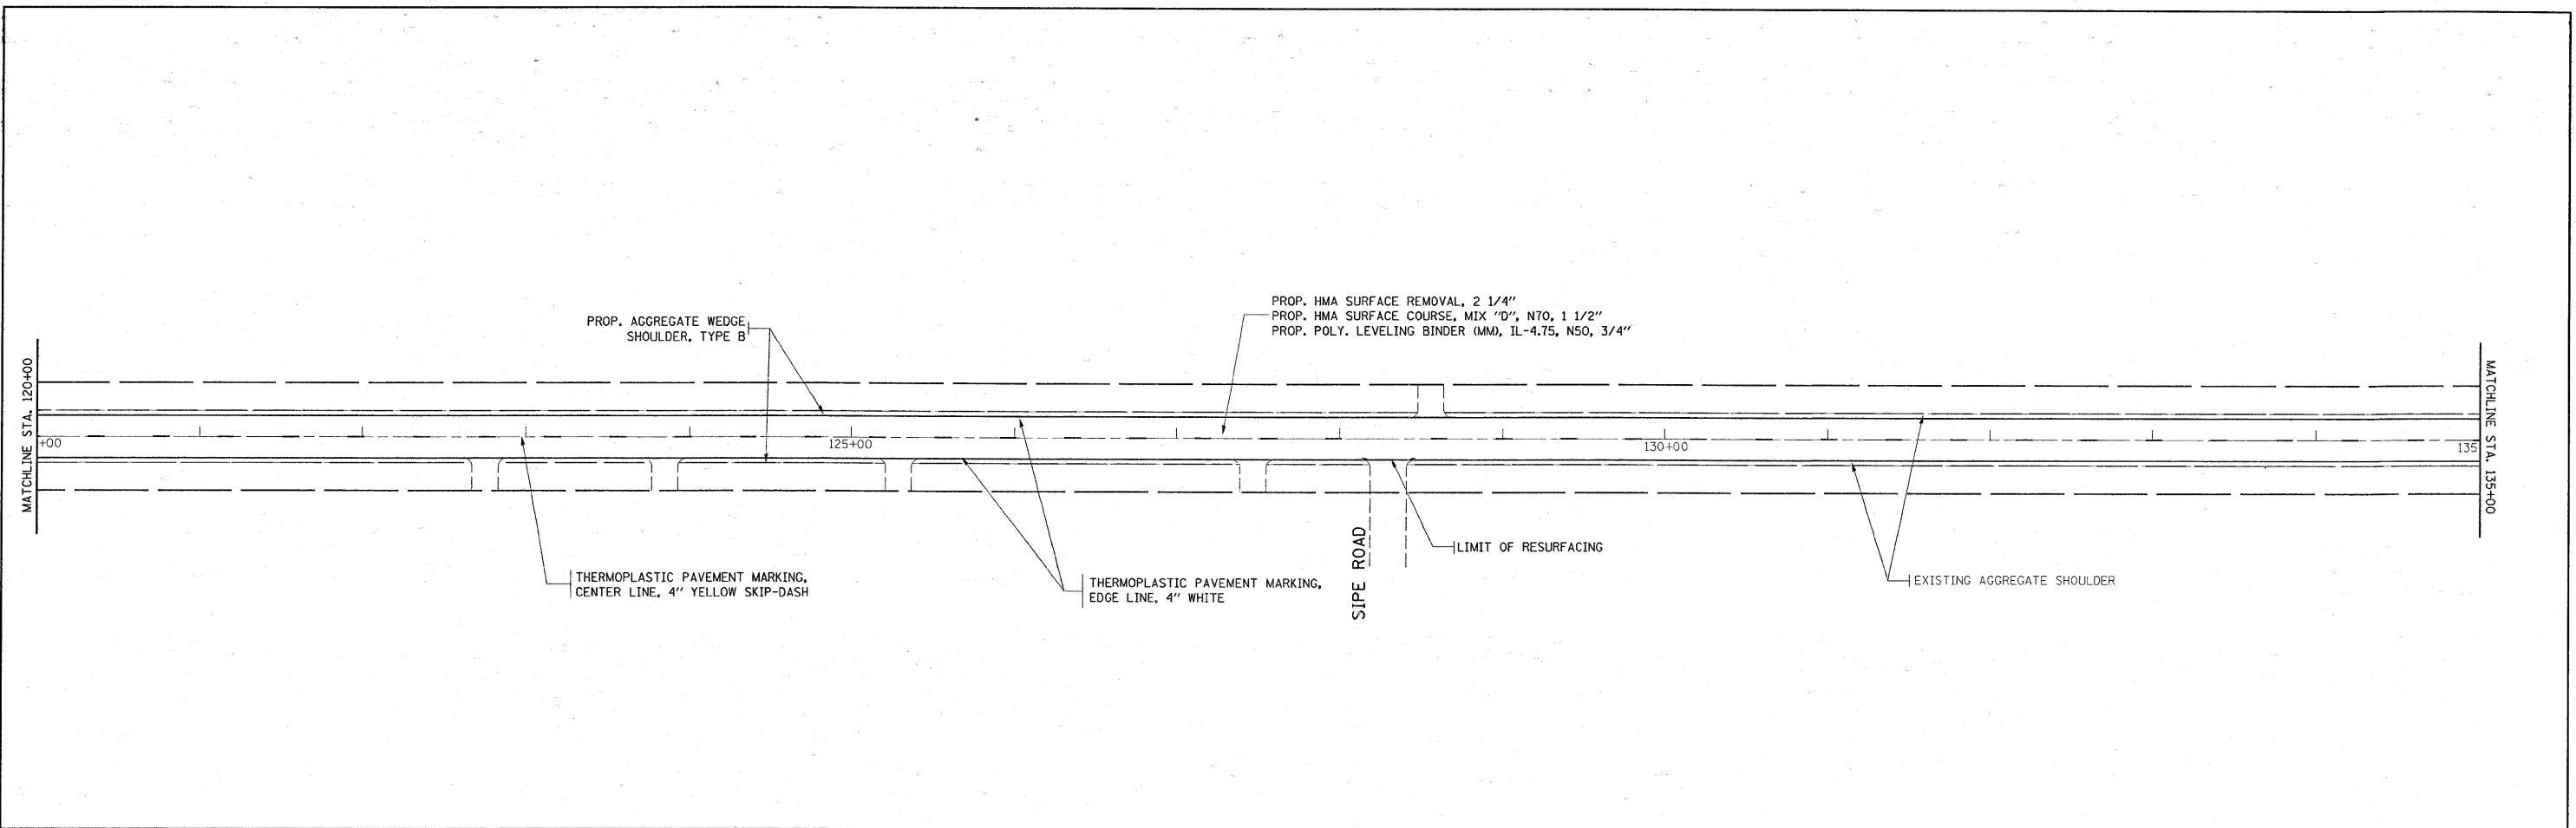 PROP. HMA SURFACE REMOVAL, 2 1/4"
PROP. HMA SURFACE COURSE, MIX "D", N70, 1 1/2"
PROP. POLY. LEVELING BINDER (MM), IL-4.75, N50, 3/4"
PROP. AGGREGATE WEDGE
SHOULDER, TYPE B
MATCHLINE STA. 120+00
+00
125+00
130+00
135
MATCHLINE STA. 135+00
THERMOPLASTIC PAVEMENT MARKING,
CENTER LINE, 4" YELLOW SKIP-DASH
THERMOPLASTIC PAVEMENT MARKING,
EDGE LINE, 4" WHITE
SIPE ROAD
LIMIT OF RESURFACING
EXISTING AGGREGATE SHOULDER